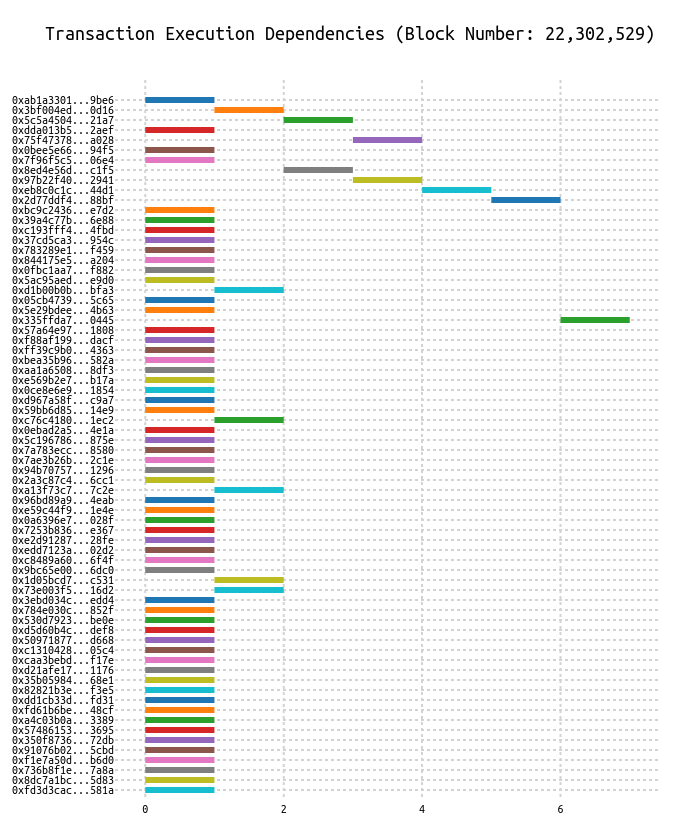 Transaction Execution Dependencies (Block Number: 22,302,529)
0xab1a3301...9be6
0x3bf004ed...0d16
0x5c5a4504...21a7
0xdda013b5...2aef
0x75f47378...a028
0x0bee5e66...94f5
0x7f96f5c5...06e4
0x8ed4e56d...c1f5
0x97b22f40...2941
0xeb8c0c1c...44d1
0x2d77ddf4...88bf
0xbc9c2436...e7d2
0x39a4c77b...6e88
0xc193fff4...4fbd
0x37cd5ca3...954c
0x783289e1...f459
0x844175e5...a204
0x0fbc1aa7...f882
0x5ac95aed...e9d0
0xd1b00b0b...bfa3
0x05cb4739...5c65
0x5e29bdee...4b63
0x335ffda7...0445
0x57a64e97...1808
0xf88af199...dacf
0xff39c9b0...4363
0xbea35b96...582a
0xaa1a6508...8df3
0xe569b2e7...b17a
0x0ce8e6e9...1854
0xd967a58f...c9a7
0x59bb6d85...14e9
0xc76c4180...1ec2
0x0ebad2a5...4e1a
0x5c196786...875e
0x7a783ecc...8580
0x7ae3b26b...2c1e
0x94b70757...1296
0x2a3c87c4...6cc1
0xa13f73c7...7c2e
0x96bd89a9...4eab
0xe59c44f9...1e4e
0x0a6396e7...028f
0x7253b836...e367
0xe2d91287...28fe
0xedd7123a...02d2
0xc8489a60...6f4f
0x9bc65e00...6dc0
0x1d05bcd7...c531
0x73e003f5...16d2
0x3ebd034c...edd4
0x784e030c...852f
0x530d7923...be0e
0xd5d60b4c...def8
0x50971877...d668
0xc1310428...05c4
0xcaa3bebd...f17e
0xd21afe17...1176
0x35b05984...68e1
0x82821b3e...f3e5
0xdd1cb33d...fd31
0xfd61b6be...48cf
0xa4c03b0a...3389
0x57486153...3695
0x350f8736...72db
0x91076b02...5cbd
0xf1e7a50d...b6d0
0x736b8f1e...7a8a
0x8dc7a1bc...5d83
0xfd3d3cac...581a
0 2 4 6